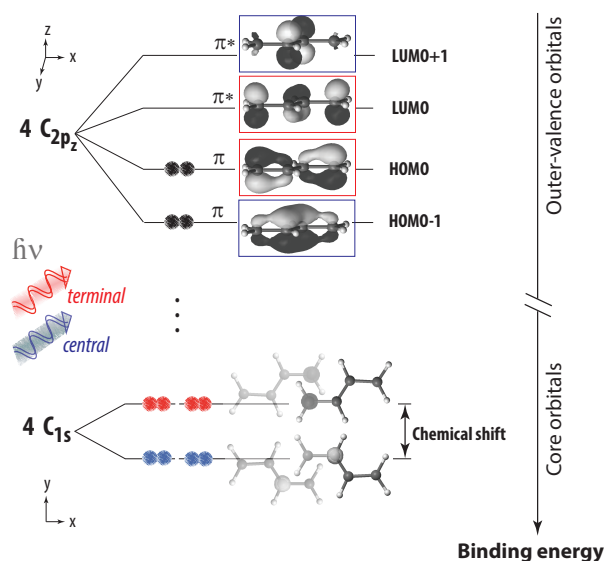 z
x
y
π*
LUMO+1
π*
LUMO
4 C2pz
π
HOMO
π
HOMO-1
Outer-valence orbitals
hν
terminal
central
4 C1s
Chemical shift
Core orbitals
y
x
Binding energy